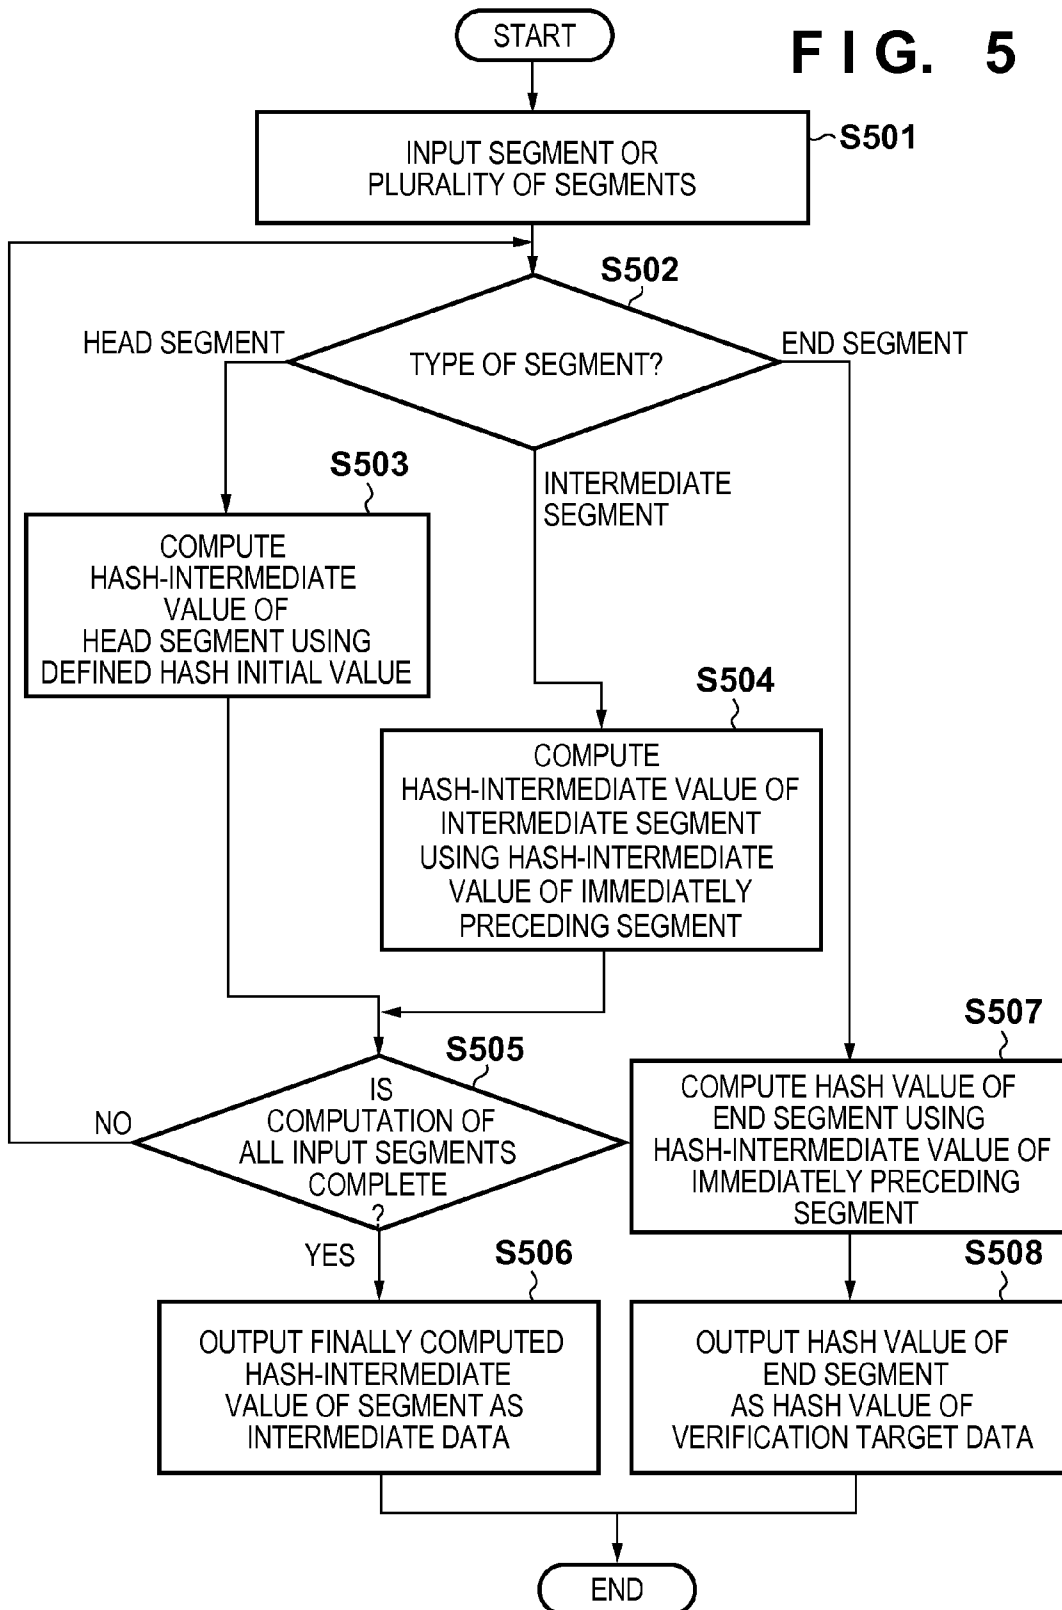 START
FIG. 5
S501
INPUT SEGMENT OR
PLURALITY OF SEGMENTS
S502
HEAD SEGMENT
TYPE OF SEGMENT?
END SEGMENT
S503
INTERMEDIATE
SEGMENT
COMPUTE
HASH-INTERMEDIATE
VALUE OF
HEAD SEGMENT USING
DEFINED HASH INITIAL VALUE
S504
COMPUTE
HASH-INTERMEDIATE VALUE OF
INTERMEDIATE SEGMENT
USING HASH-INTERMEDIATE
VALUE OF IMMEDIATELY
PRECEDING SEGMENT
S505
IS
COMPUTATION OF
ALL INPUT SEGMENTS
COMPLETE
?
NO
YES
S507
COMPUTE HASH VALUE OF
END SEGMENT USING
HASH-INTERMEDIATE VALUE OF
IMMEDIATELY PRECEDING
SEGMENT
S506
OUTPUT FINALLY COMPUTED
HASH-INTERMEDIATE
VALUE OF SEGMENT AS
INTERMEDIATE DATA
S508
OUTPUT HASH VALUE OF
END SEGMENT
AS HASH VALUE OF
VERIFICATION TARGET DATA
END